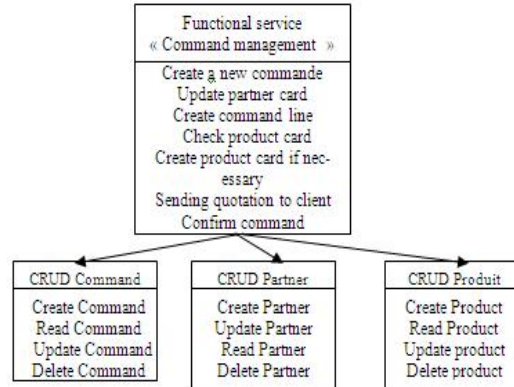 Functional service
« Command management »
Create a new commande
Update partner card
Create command line
Check product card
Create product card if nec-
essary
Sending quotation to client
Confirm command
CRUD Command
Create Command
Read Command
Update Command
Delete Command
CRUD Partner
Create Partner
Update Partner
Read Partner
Delete Partner
CRUD Produit
Create Product
Read Product
Update product
Delete product